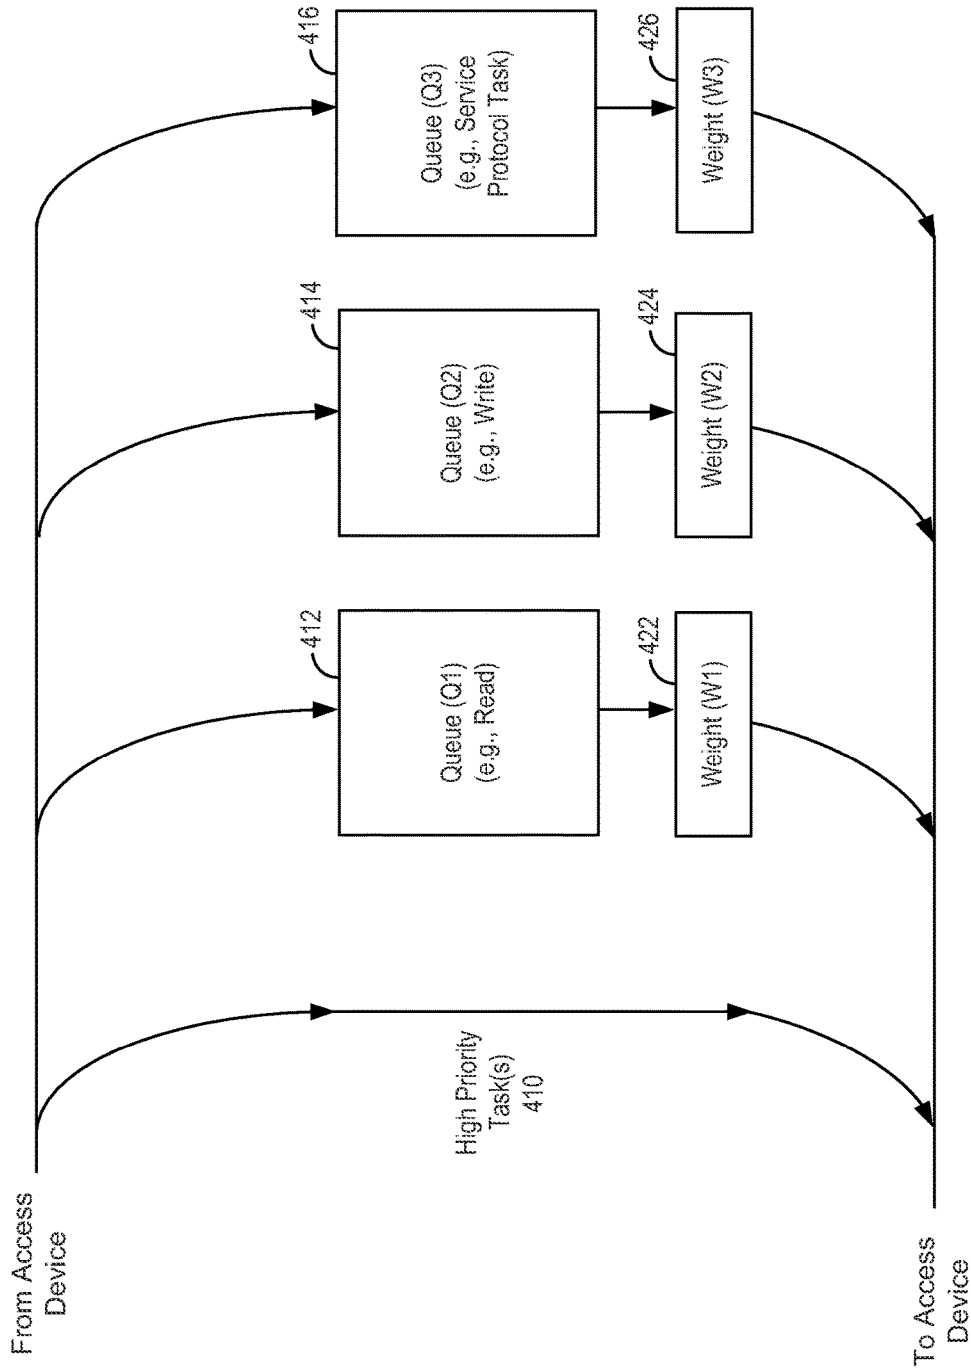 From Access
Device
High Priority
Task(s)
410
412
Queue (Q1)
(e.g., Read)
422
Weight (W1)
414
Queue (Q2)
(e.g., Write)
424
Weight (W2)
416
Queue (Q3)
(e.g., Service
Protocol Task)
426
Weight (W3)
To Access
Device